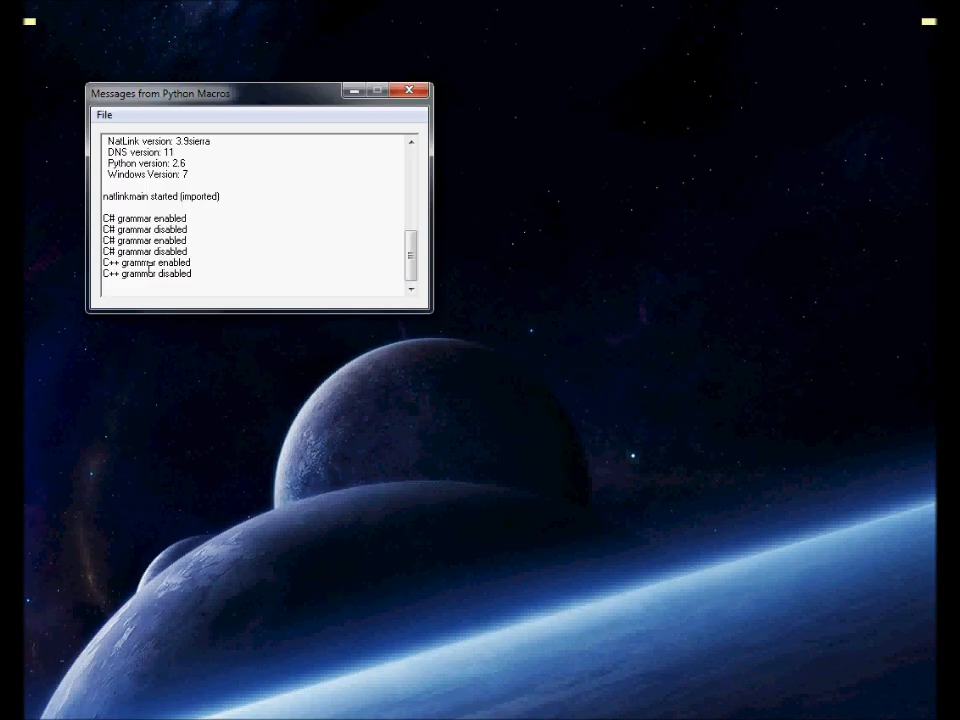 Messages from Python Macros
File
NatLink version: 3.9sierra
DNS version: 11
Python version: 2.6
Windows Version: 7
natlinkmain started (imported)
C# grammar enabled
C# grammar disabled
C# grammar enabled
C# grammar disabled
C++ grammar enabled
C++ grammar disabled